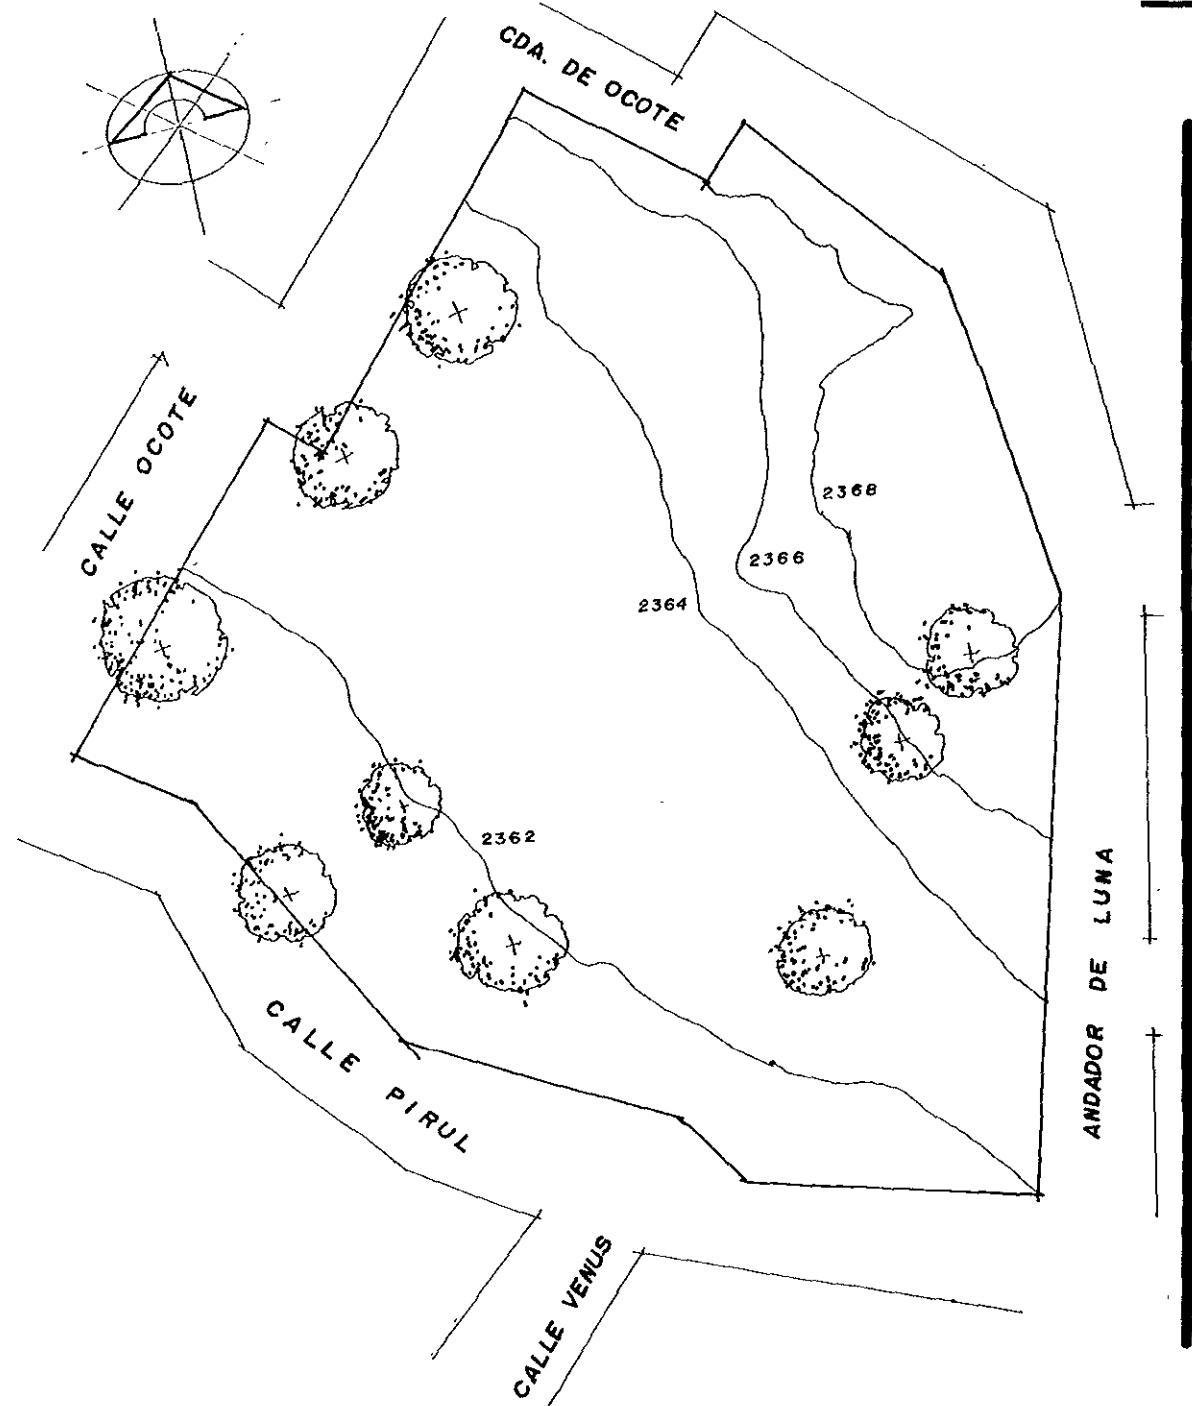 CDA. DE OCOTE
CALLE OCOTE
2368
2366
2364
2362
ANDADOR DE LUNA
CALLE PIRUL
CALLE VENUS